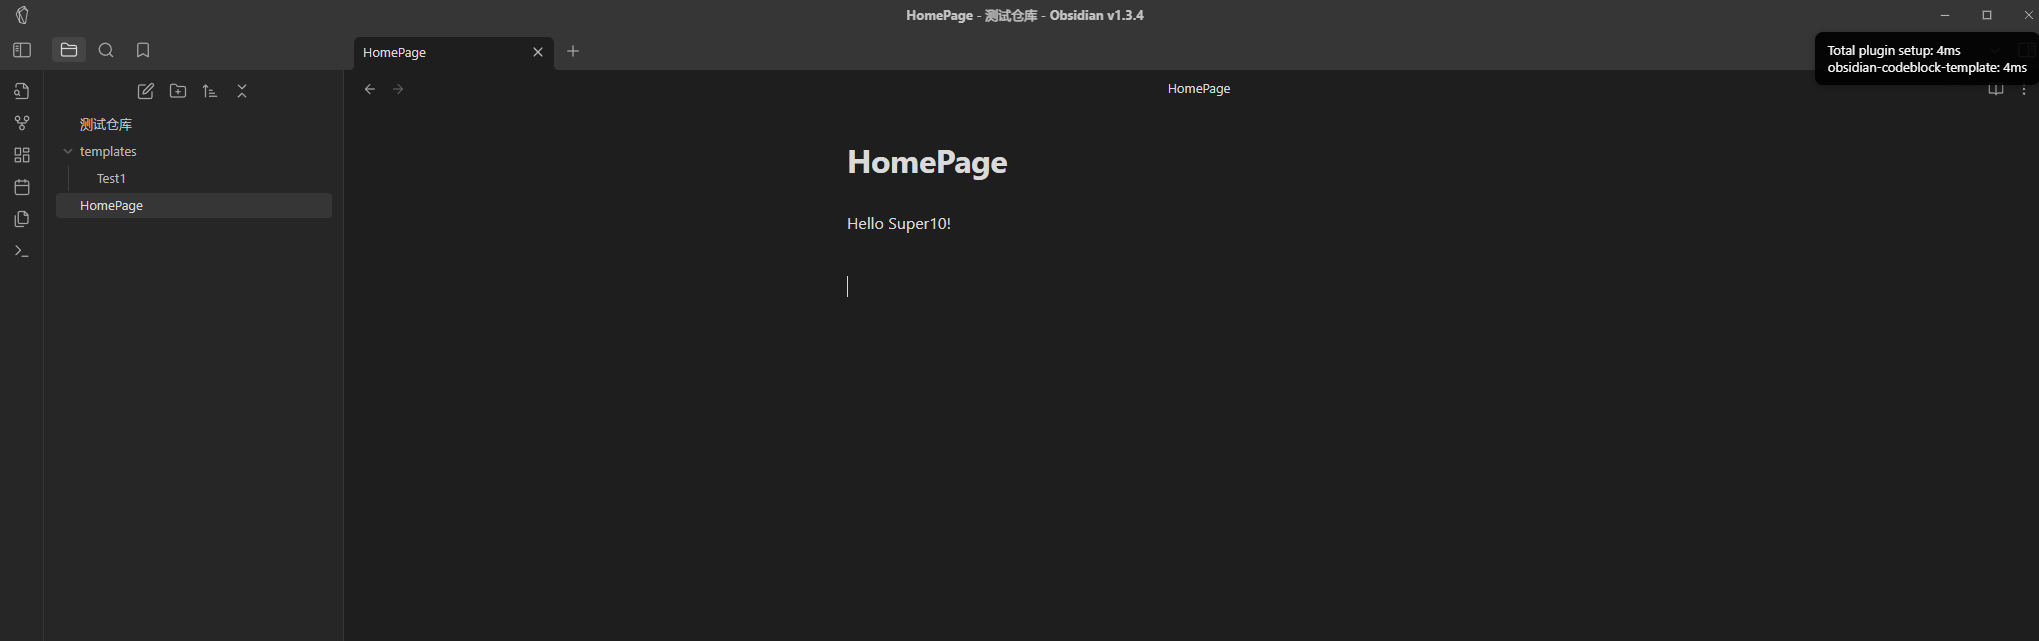 HomePage - 测试仓库 - Obsidian v1.3.4
HomePage
Total plugin setup: 4ms
obsidian-codeblock-template: 4ms
HomePage
测试仓库
templates
Test1
HomePage
HomePage
Hello Super10!